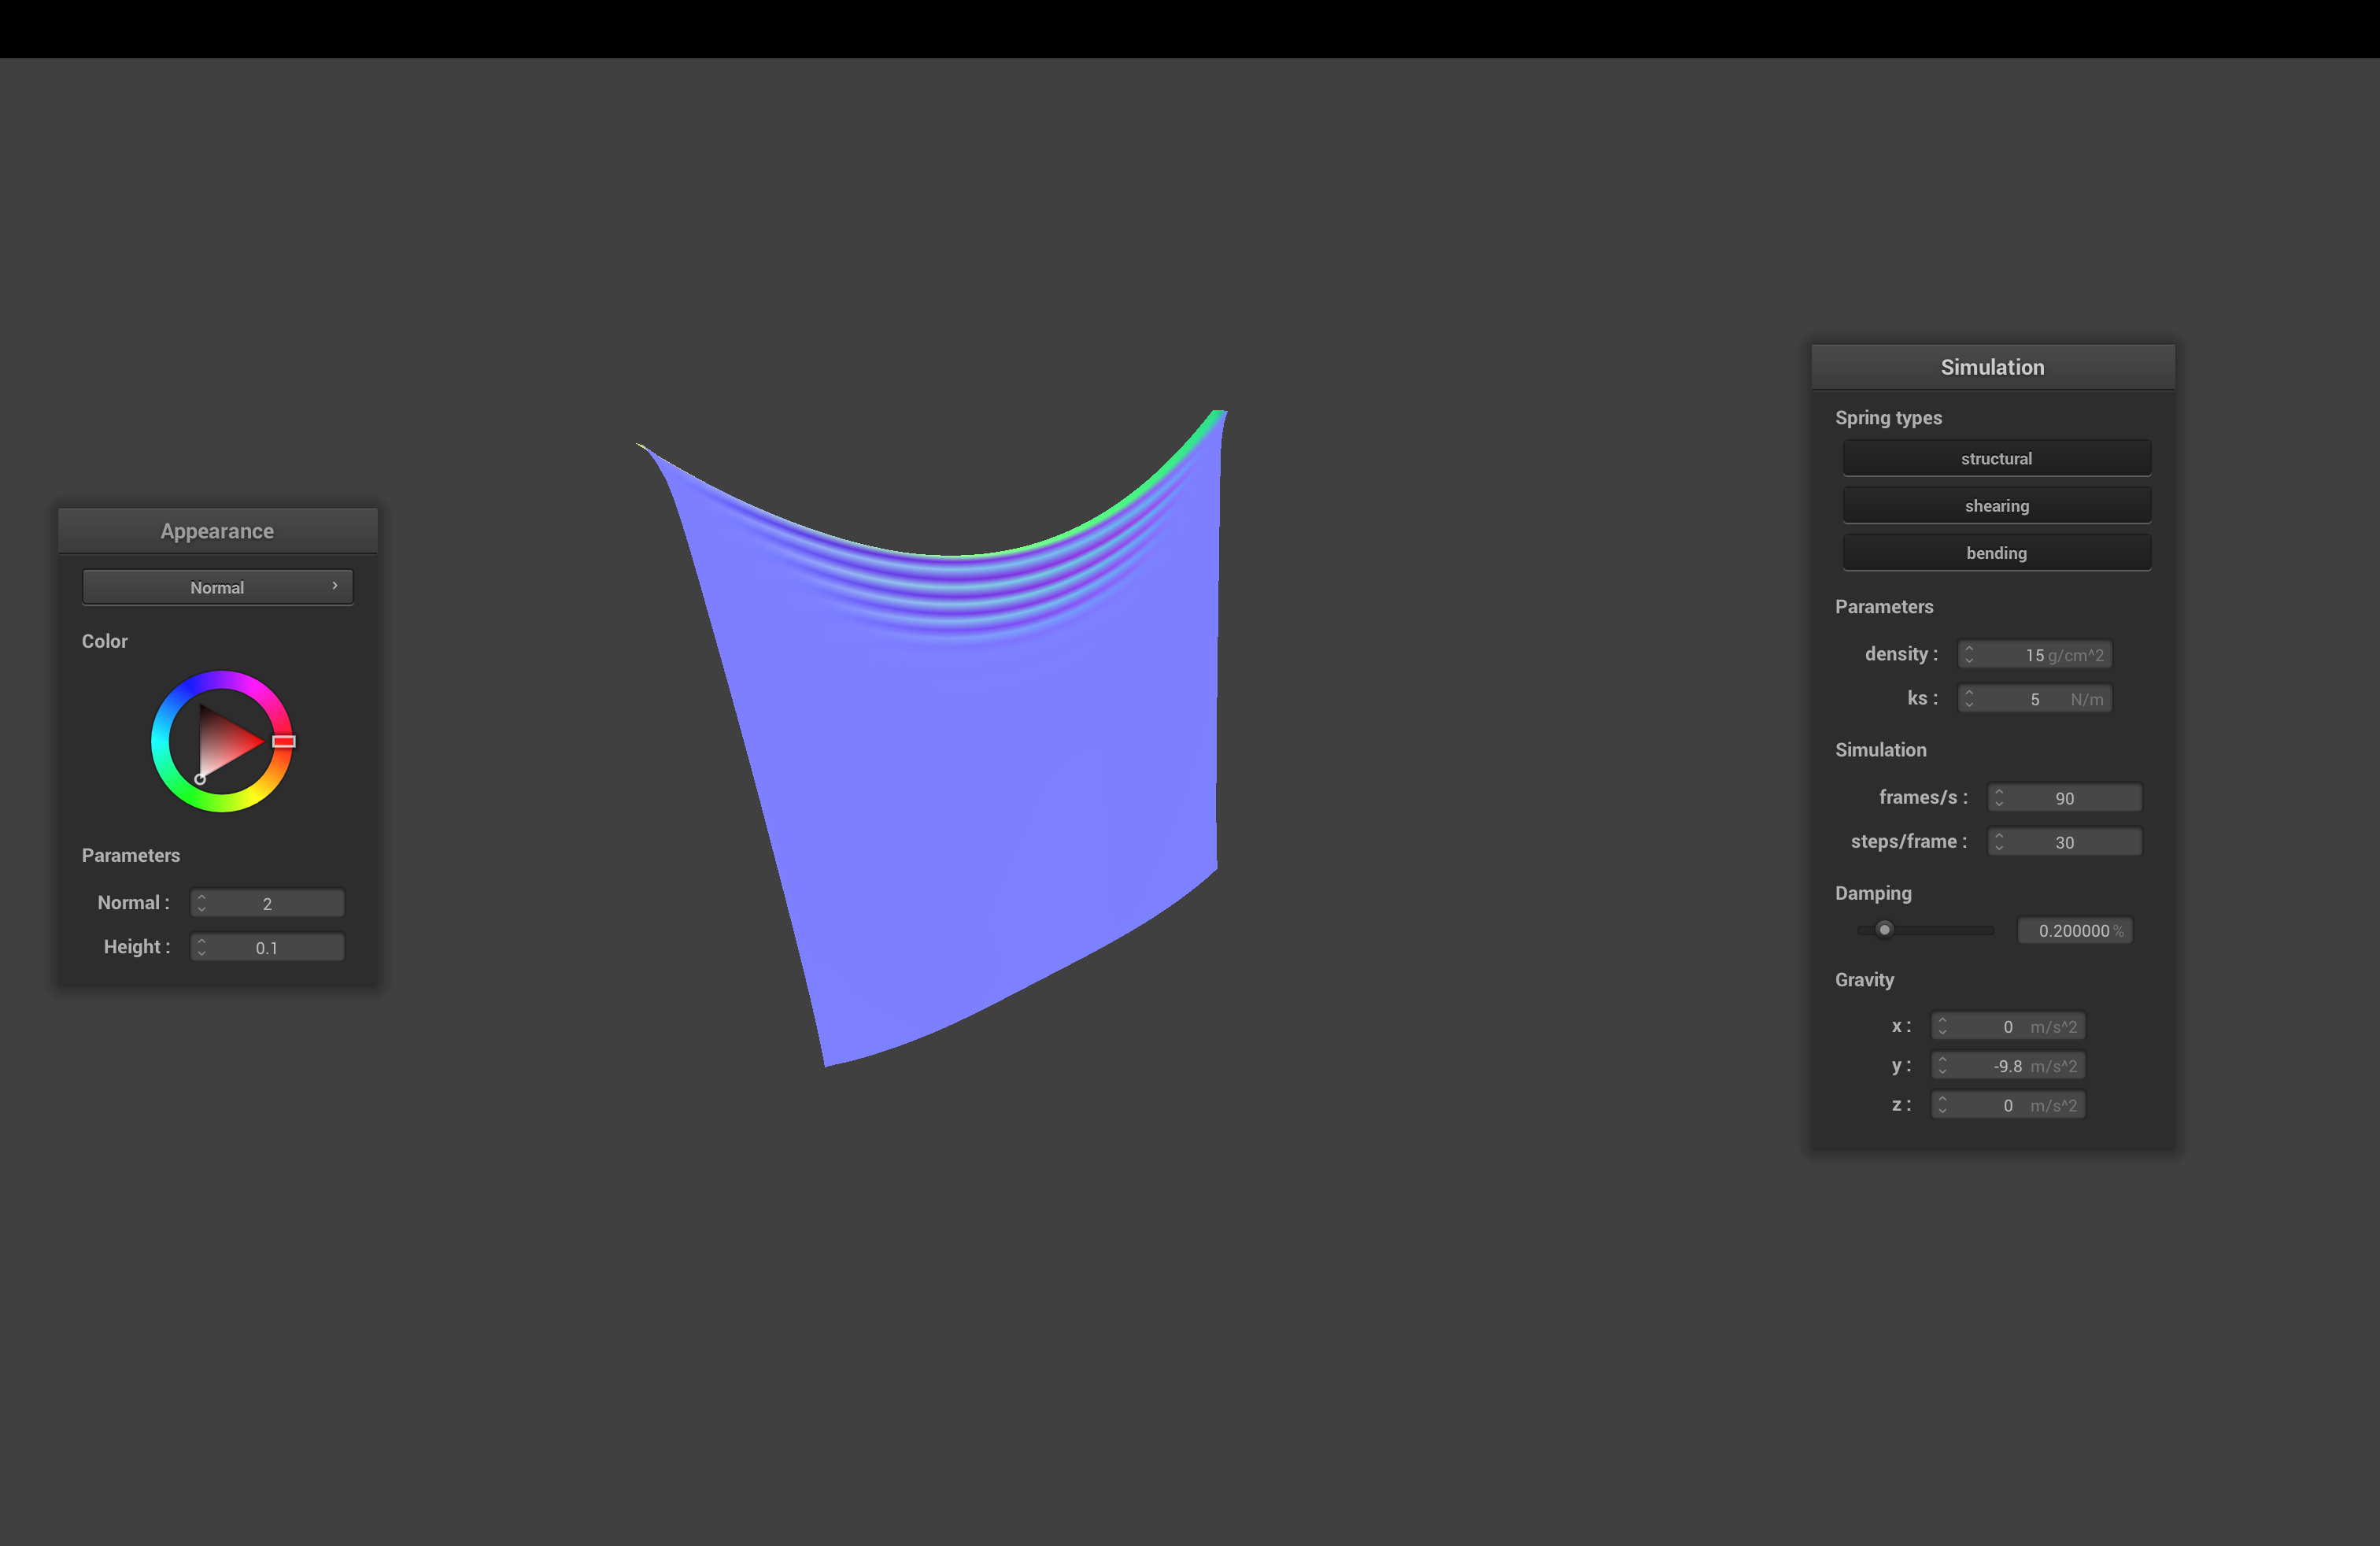 Appearance
Normal
Color
Parameters
Normal : 2
Height : 0.1
Simulation
Spring types
structural
shearing
bending
Parameters
density : 15 g/cm^2
ks : 5 N/m
Simulation
frames/s : 90
steps/frame : 30
Damping
0.200000 %
Gravity
x : 0 m/s^2
y : -9.8 m/s^2
z : 0 m/s^2